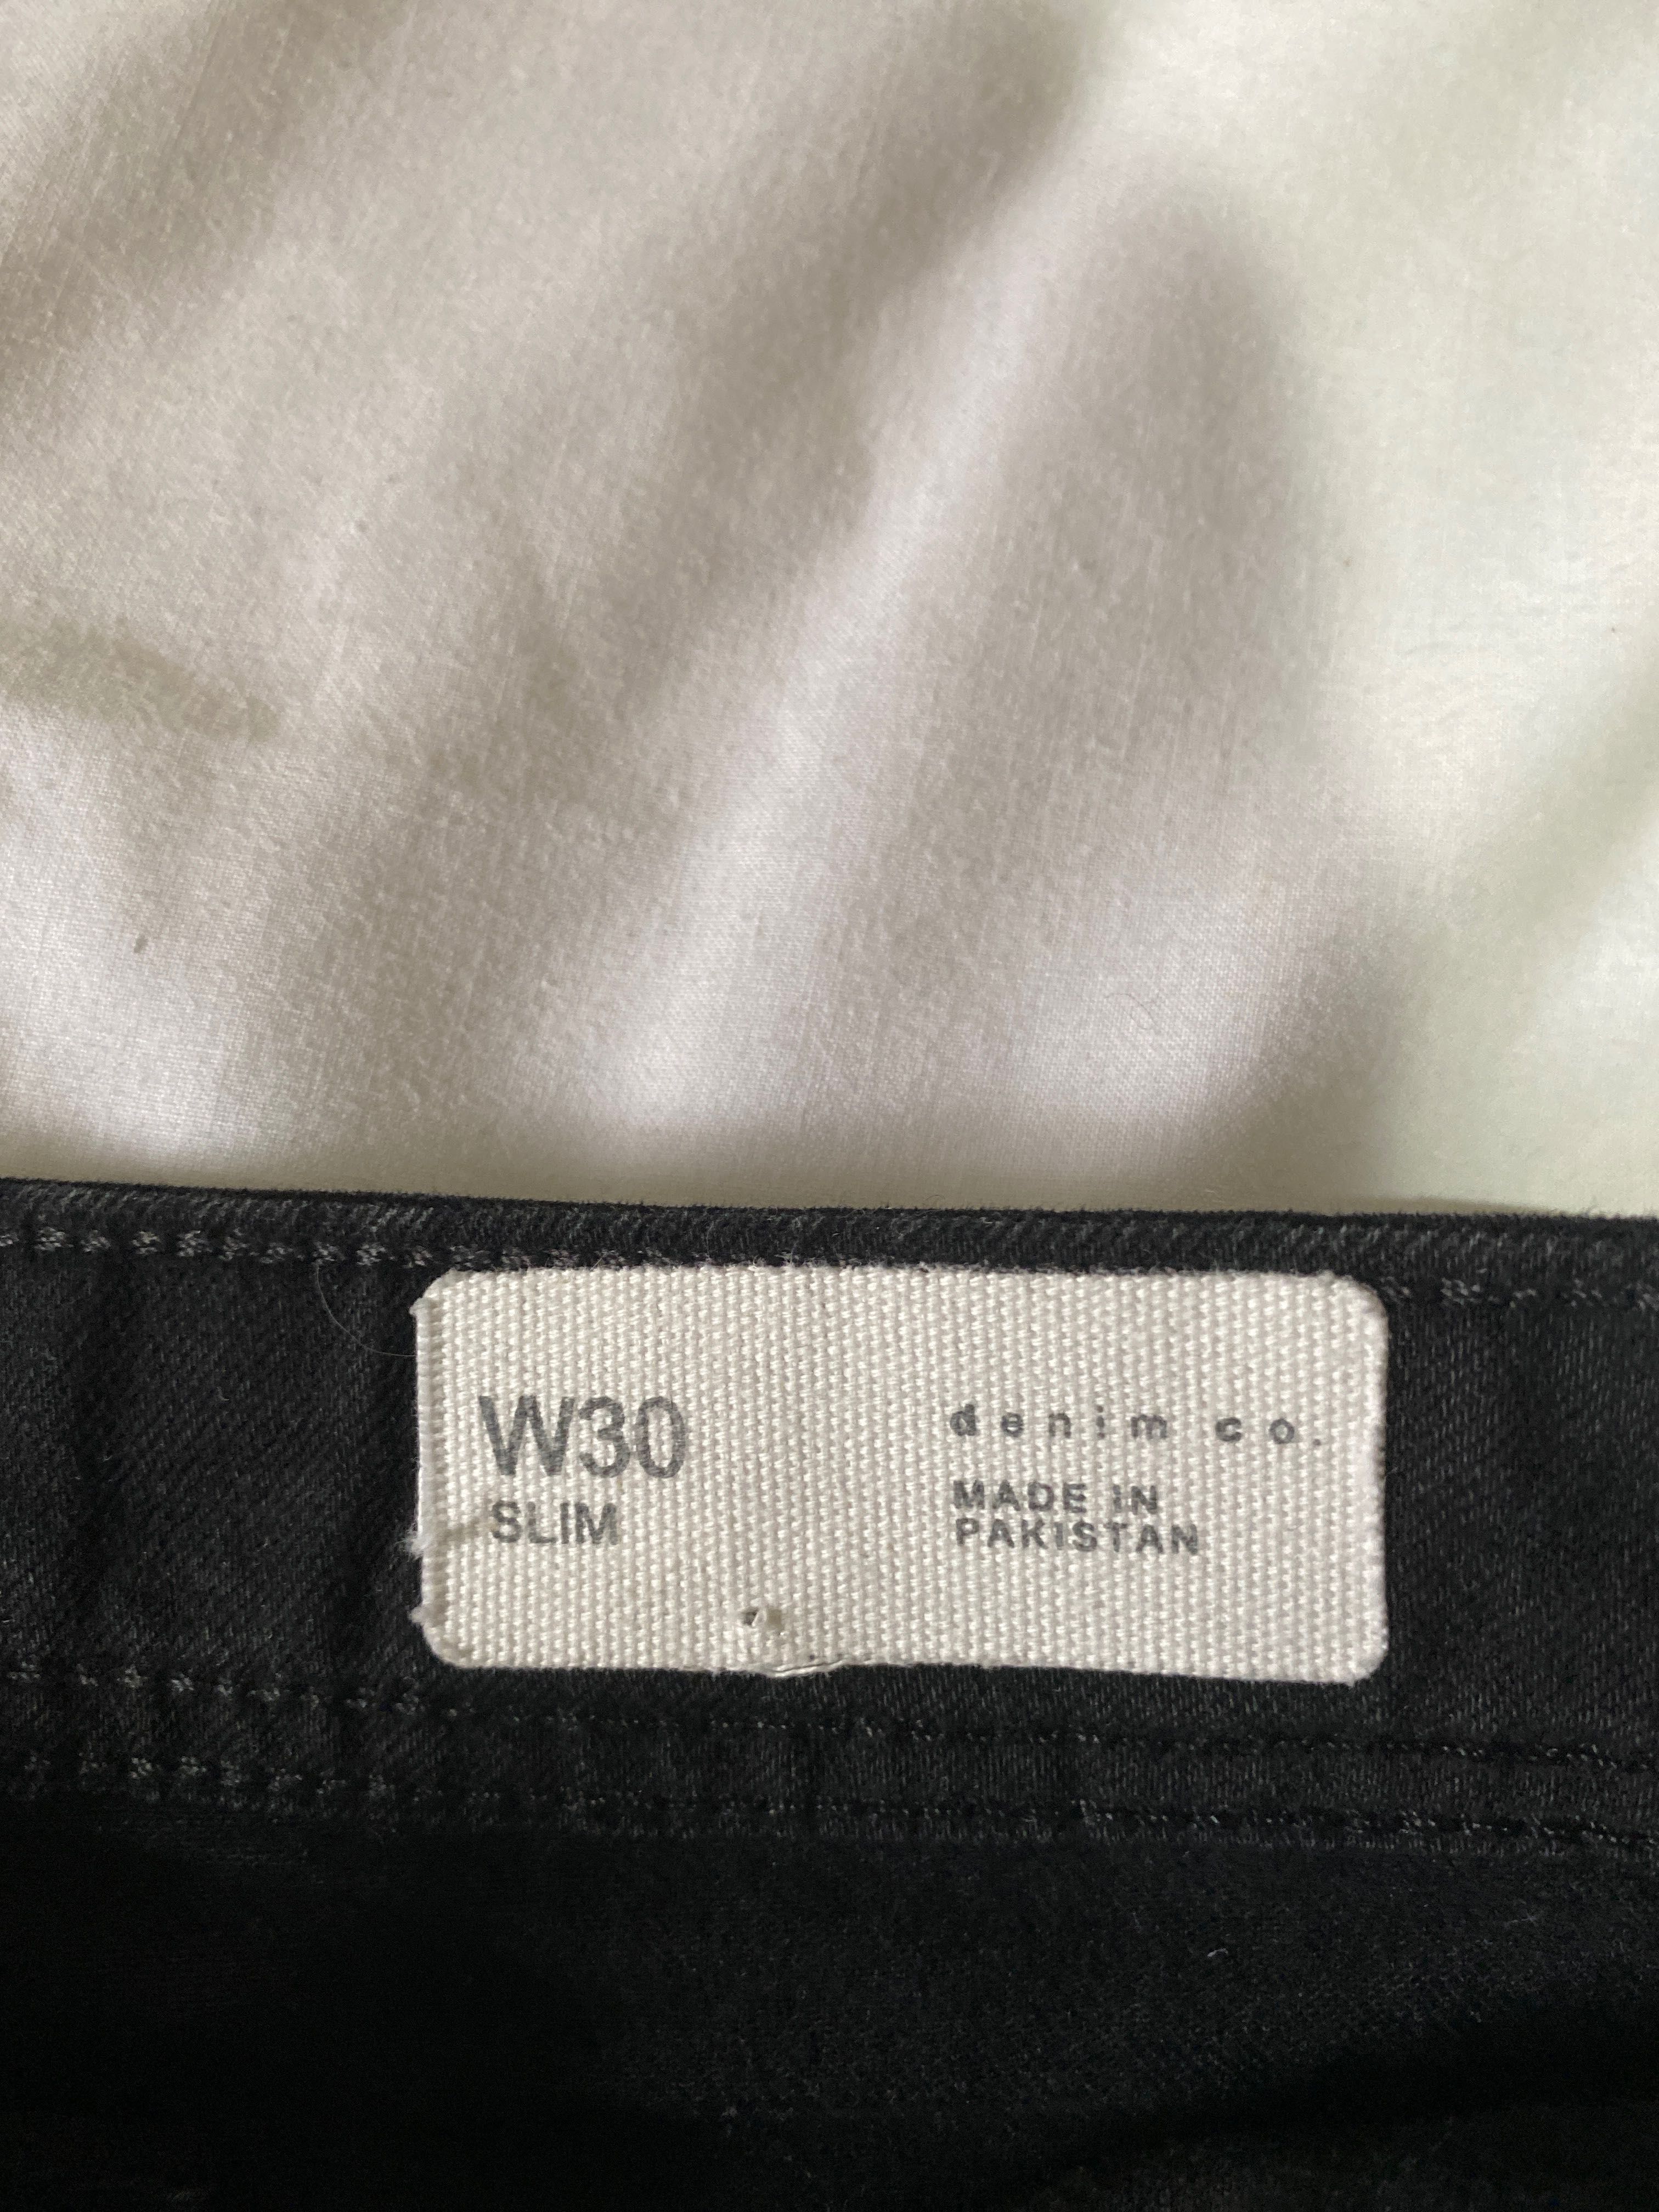 W30
SLIM
denim co.
MADE IN
PAKISTAN